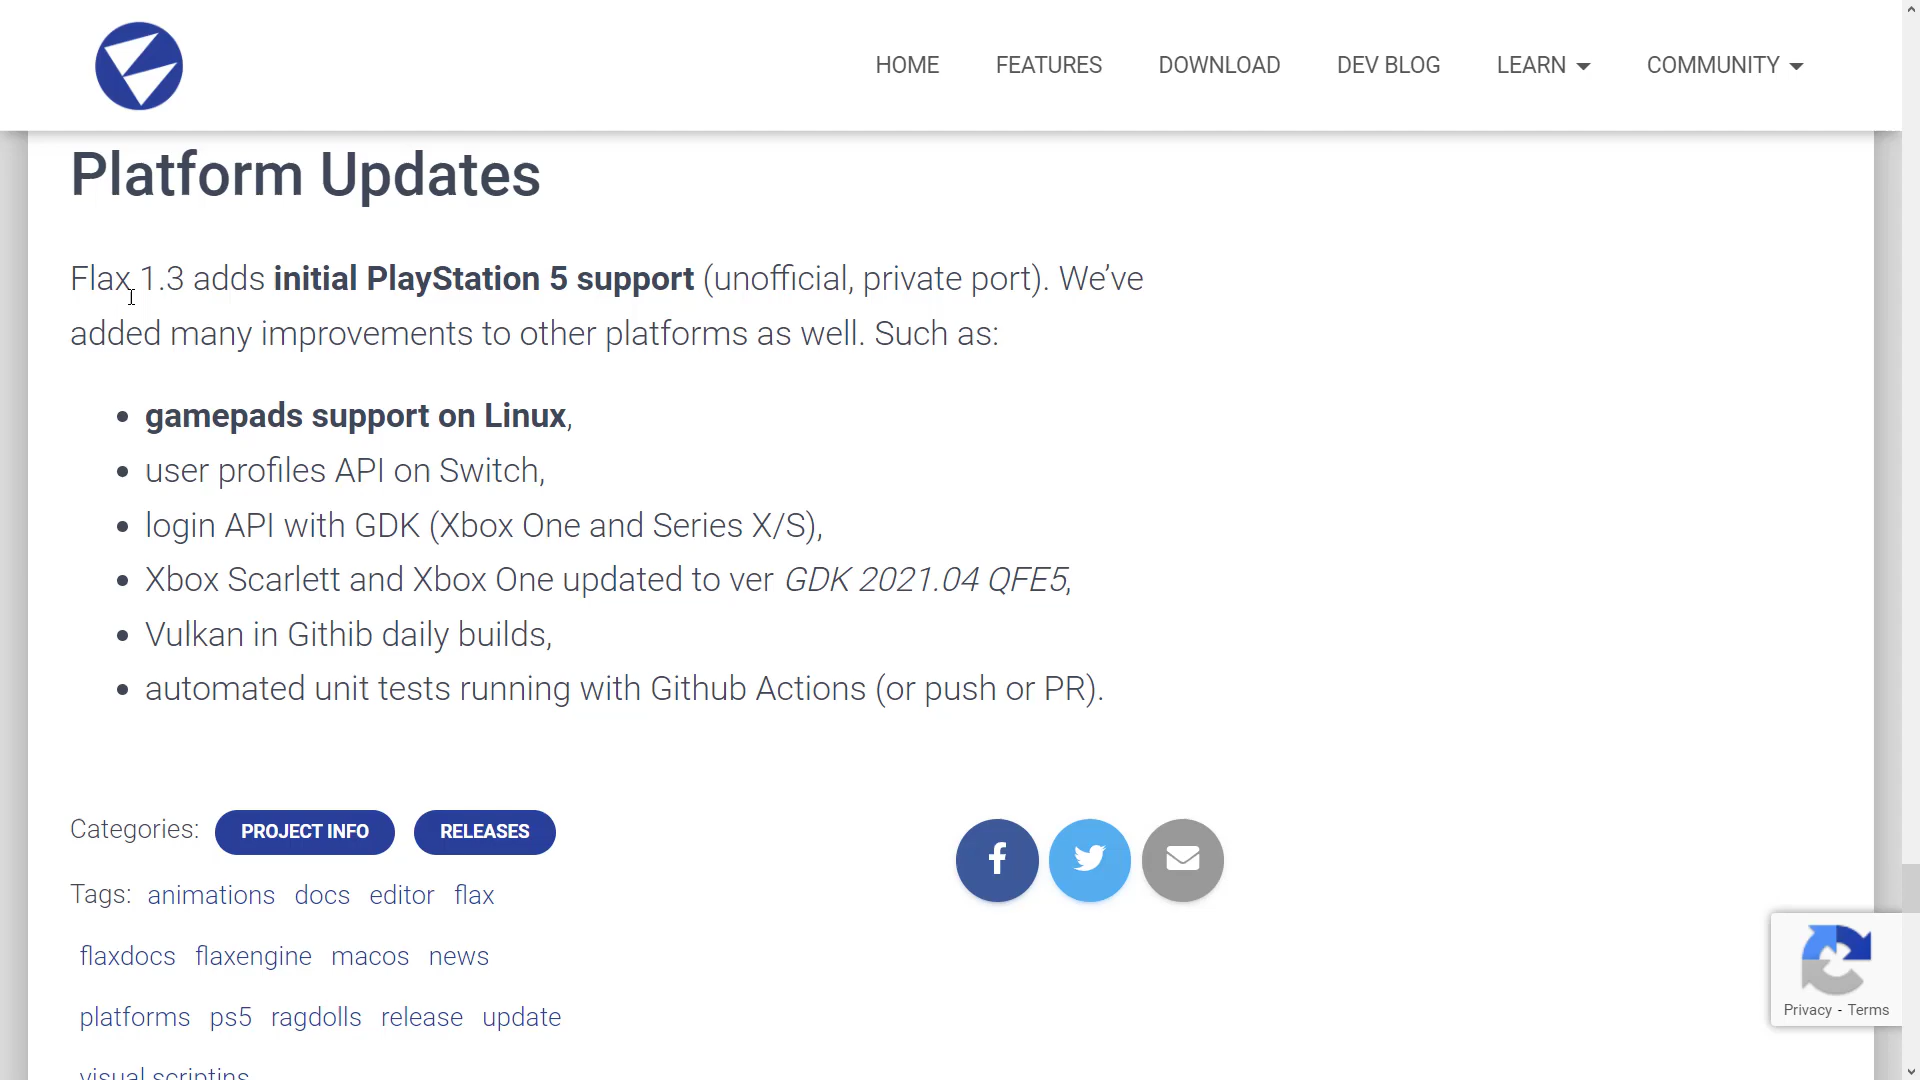 HOME FEATURES DOWNLOAD DEV BLOG LEARN COMMUNITY
Platform Updates
Flax 1.3 adds initial PlayStation 5 support (unofficial, private port). We've
added many improvements to other platforms as well. Such as:
gamepads support on Linux,
user profiles API on Switch,
login API with GDK (Xbox One and Series X/S),
Xbox Scarlett and Xbox One updated to ver GDK 2021.04 QFE5,
Vulkan in Githib daily builds,
automated unit tests running with Github Actions (or push or PR).
Categories: PROJECT INFO RELEASES
Tags: animations docs editor flax
flaxdocs flaxengine macos news
platforms ps5 ragdolls release update
visual scriptins
Privacy - Terms